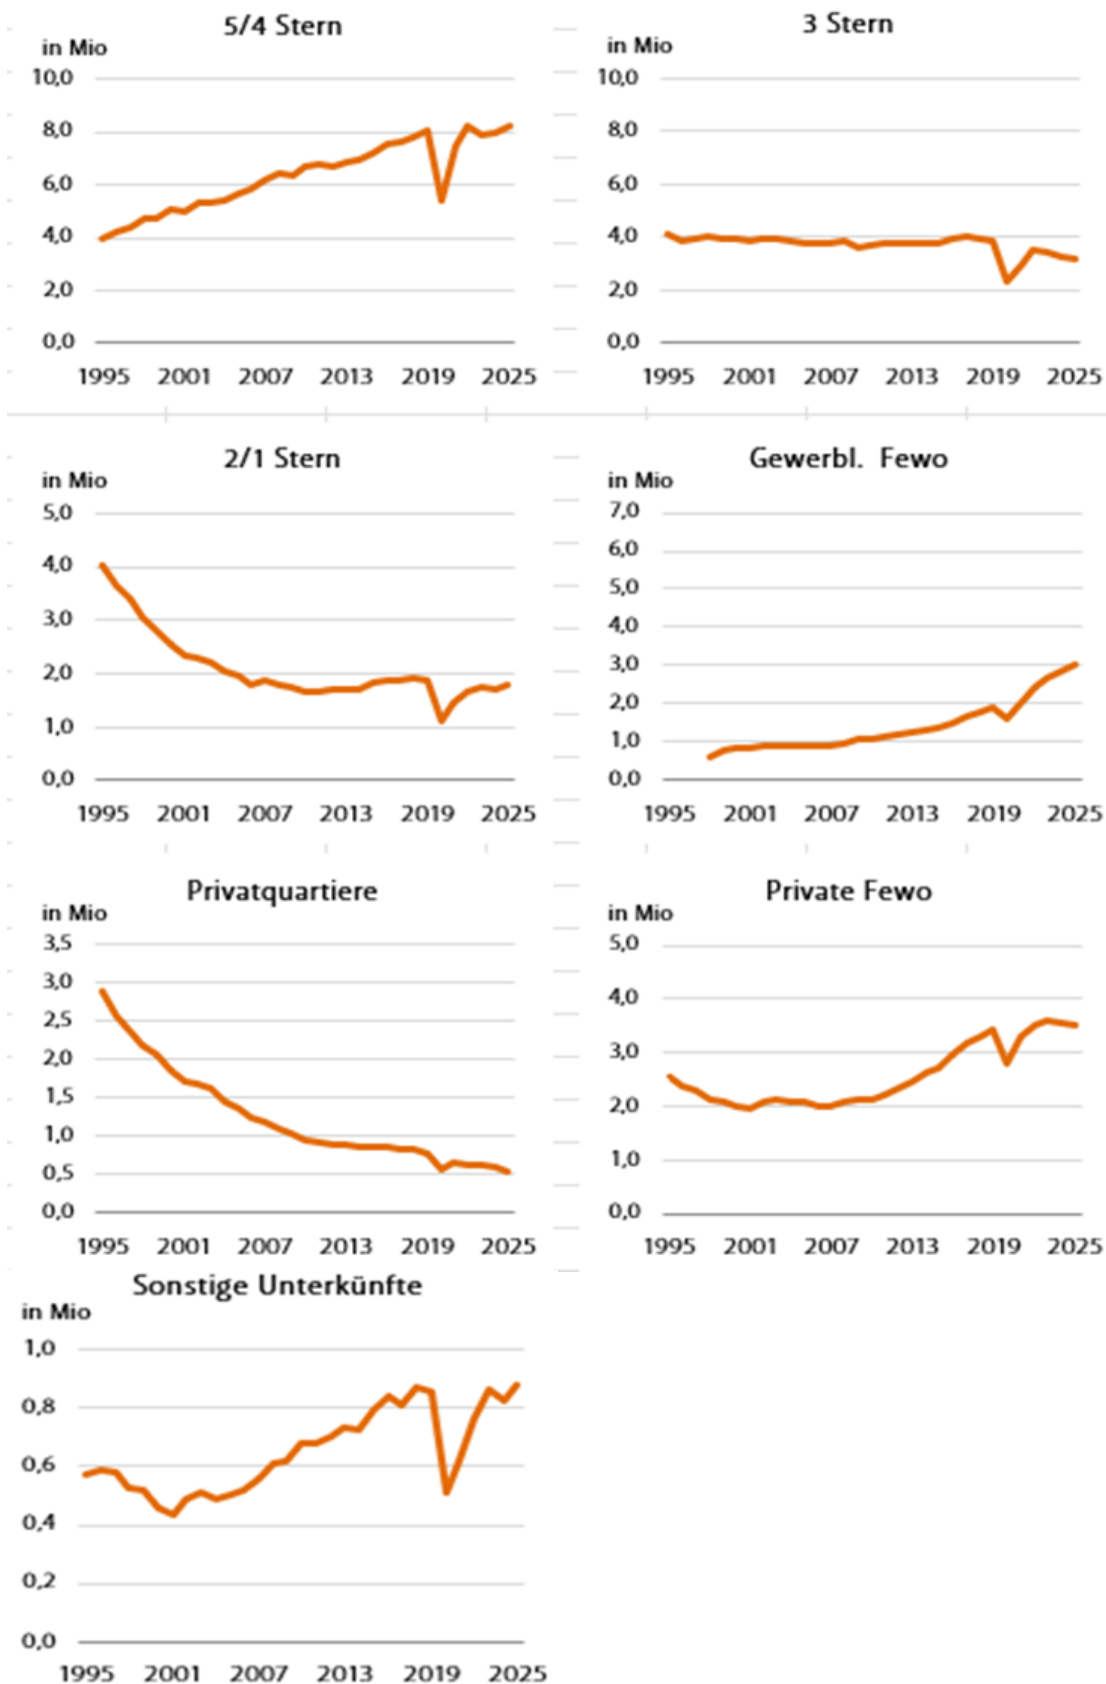 5/4 Stern
in Mio
10,0
8,0
6,0
4,0
2,0
0,0
1995 2001 2007 2013 2019 2025
3 Stern
in Mio
10,0
8,0
6,0
4,0
2,0
0,0
1995 2001 2007 2013 2019 2025
2/1 Stern
in Mio
5,0
4,0
3,0
2,0
1,0
0,0
1995 2001 2007 2013 2019 2025
Gewerbl. Fewo
in Mio
7,0
6,0
5,0
4,0
3,0
2,0
1,0
0,0
1995 2001 2007 2013 2019 2025
Privatquartiere
in Mio
3,5
3,0
2,5
2,0
1,5
1,0
0,5
0,0
1995 2001 2007 2013 2019 2025
Private Fewo
in Mio
5,0
4,0
3,0
2,0
1,0
0,0
1995 2001 2007 2013 2019 2025
Sonstige Unterkünfte
in Mio
1,0
0,8
0,6
0,4
0,2
0,0
1995 2001 2007 2013 2019 2025